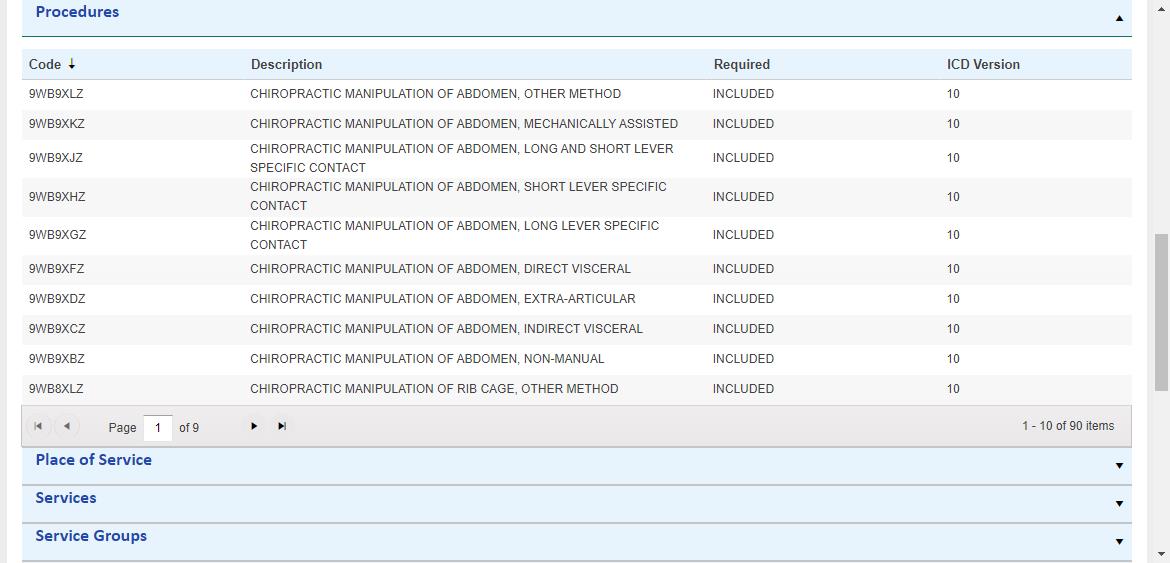 Procedures
Code Description Required ICD Version
9WB9XLZ CHIROPRACTIC MANIPULATION OF ABDOMEN, OTHER METHOD INCLUDED 10
9WB9XKZ CHIROPRACTIC MANIPULATION OF ABDOMEN, MECHANICALLY ASSISTED INCLUDED 10
9WB9XJZ CHIROPRACTIC MANIPULATION OF ABDOMEN, LONG AND SHORT LEVER
SPECIFIC CONTACT INCLUDED 10
9WB9XHZ CHIROPRACTIC MANIPULATION OF ABDOMEN, SHORT LEVER SPECIFIC
CONTACT INCLUDED 10
9WB9XGZ CHIROPRACTIC MANIPULATION OF ABDOMEN, LONG LEVER SPECIFIC
CONTACT INCLUDED 10
9WB9XFZ CHIROPRACTIC MANIPULATION OF ABDOMEN, DIRECT VISCERAL INCLUDED 10
9WB9XDZ CHIROPRACTIC MANIPULATION OF ABDOMEN, EXTRA-ARTICULAR INCLUDED 10
9WB9XCZ CHIROPRACTIC MANIPULATION OF ABDOMEN, INDIRECT VISCERAL INCLUDED 10
9WB9XBZ CHIROPRACTIC MANIPULATION OF ABDOMEN, NON-MANUAL INCLUDED 10
9WB8XLZ CHIROPRACTIC MANIPULATION OF RIB CAGE, OTHER METHOD INCLUDED 10
Page 1 of 9 1 - 10 of 90 items
Place of Service
Services
Service Groups